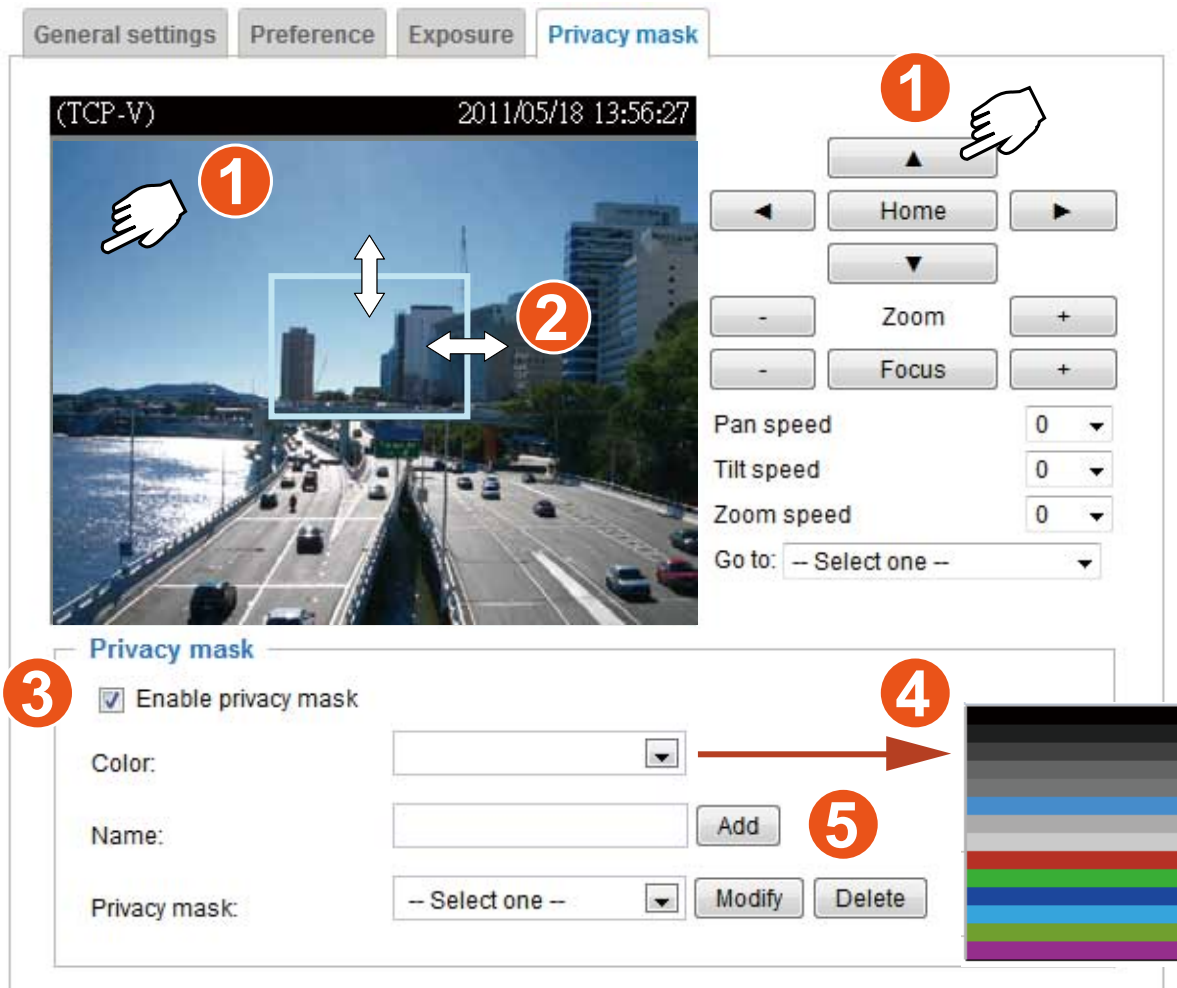 General settings Preference Exposure Privacy mask
(TCP-V) 2011/05/18 13:56:27
1
1
▲
◄ Home ►
▼
2
- Zoom +
- Focus +
Pan speed 0
Tilt speed 0
Zoom speed 0
Go to: -- Select one --
Privacy mask
3 Enable privacy mask
4
Color:
Name: Add 5
Privacy mask: -- Select one -- Modify Delete